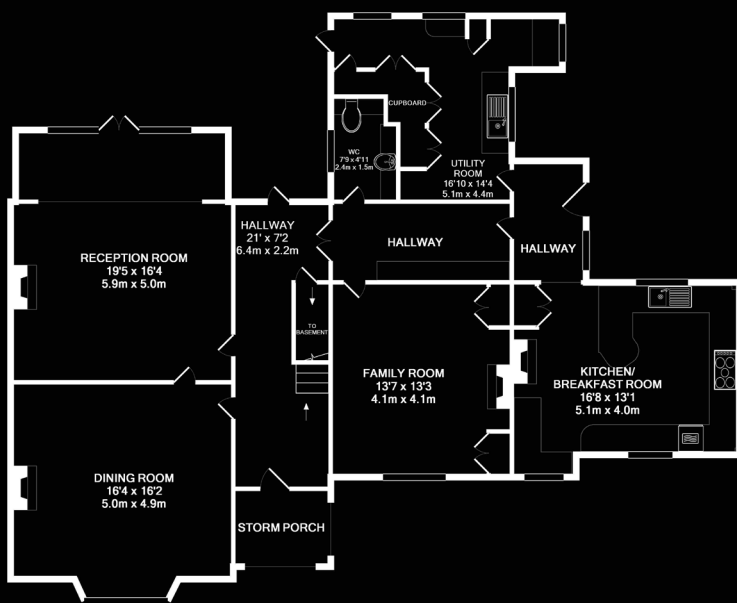 CUPBOARD
WC
7'9 x 4'11
2.4m x 1.5m
UTILITY
ROOM
16'10 x 14'4
5.1m x 4.4m
HALLWAY
21' x 7'2
6.4m x 2.2m
HALLWAY
HALLWAY
RECEPTION ROOM
19'5 x 16'4
5.9m x 5.0m
TO
BASEMENT
FAMILY ROOM
13'7 x 13'3
4.1m x 4.1m
KITCHEN/
BREAKFAST ROOM
16'8 x 13'1
5.1m x 4.0m
DINING ROOM
16'4 x 16'2
5.0m x 4.9m
STORM PORCH